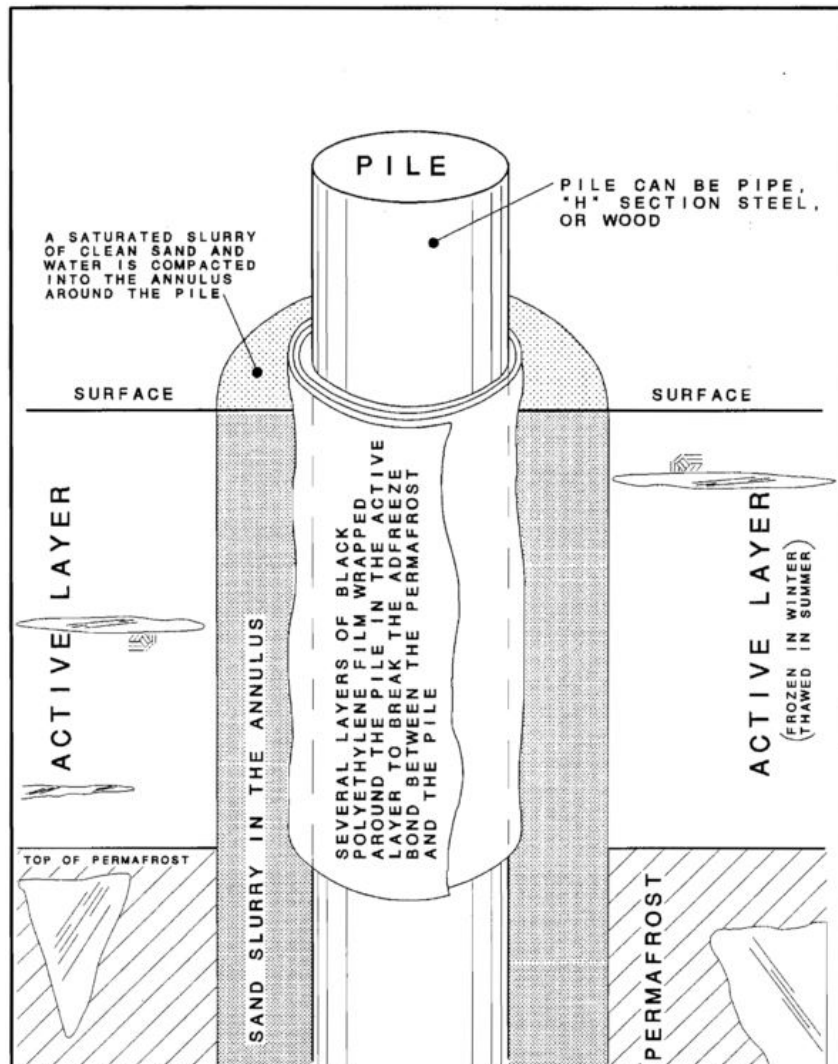 PILE
PILE CAN BE PIPE,
"H" SECTION STEEL,
OR WOOD
A SATURATED SLURRY
OF CLEAN SAND AND
WATER IS COMPACTED
INTO THE ANNULUS
AROUND THE PILE
SURFACE
SURFACE
ACTIVE LAYER
SAND SLURRY IN THE ANNULUS
SEVERAL LAYERS OF BLACK
POLYETHYLENE FILM WRAPPED
AROUND THE PILE IN THE ACTIVE
LAYER TO BREAK THE ADFREEZE
BOND BETWEEN THE PERMAFROST
AND THE PILE
ACTIVE LAYER
(FROZEN IN WINTER
THAWED IN SUMMER)
TOP OF PERMAFROST
PERMAFROST